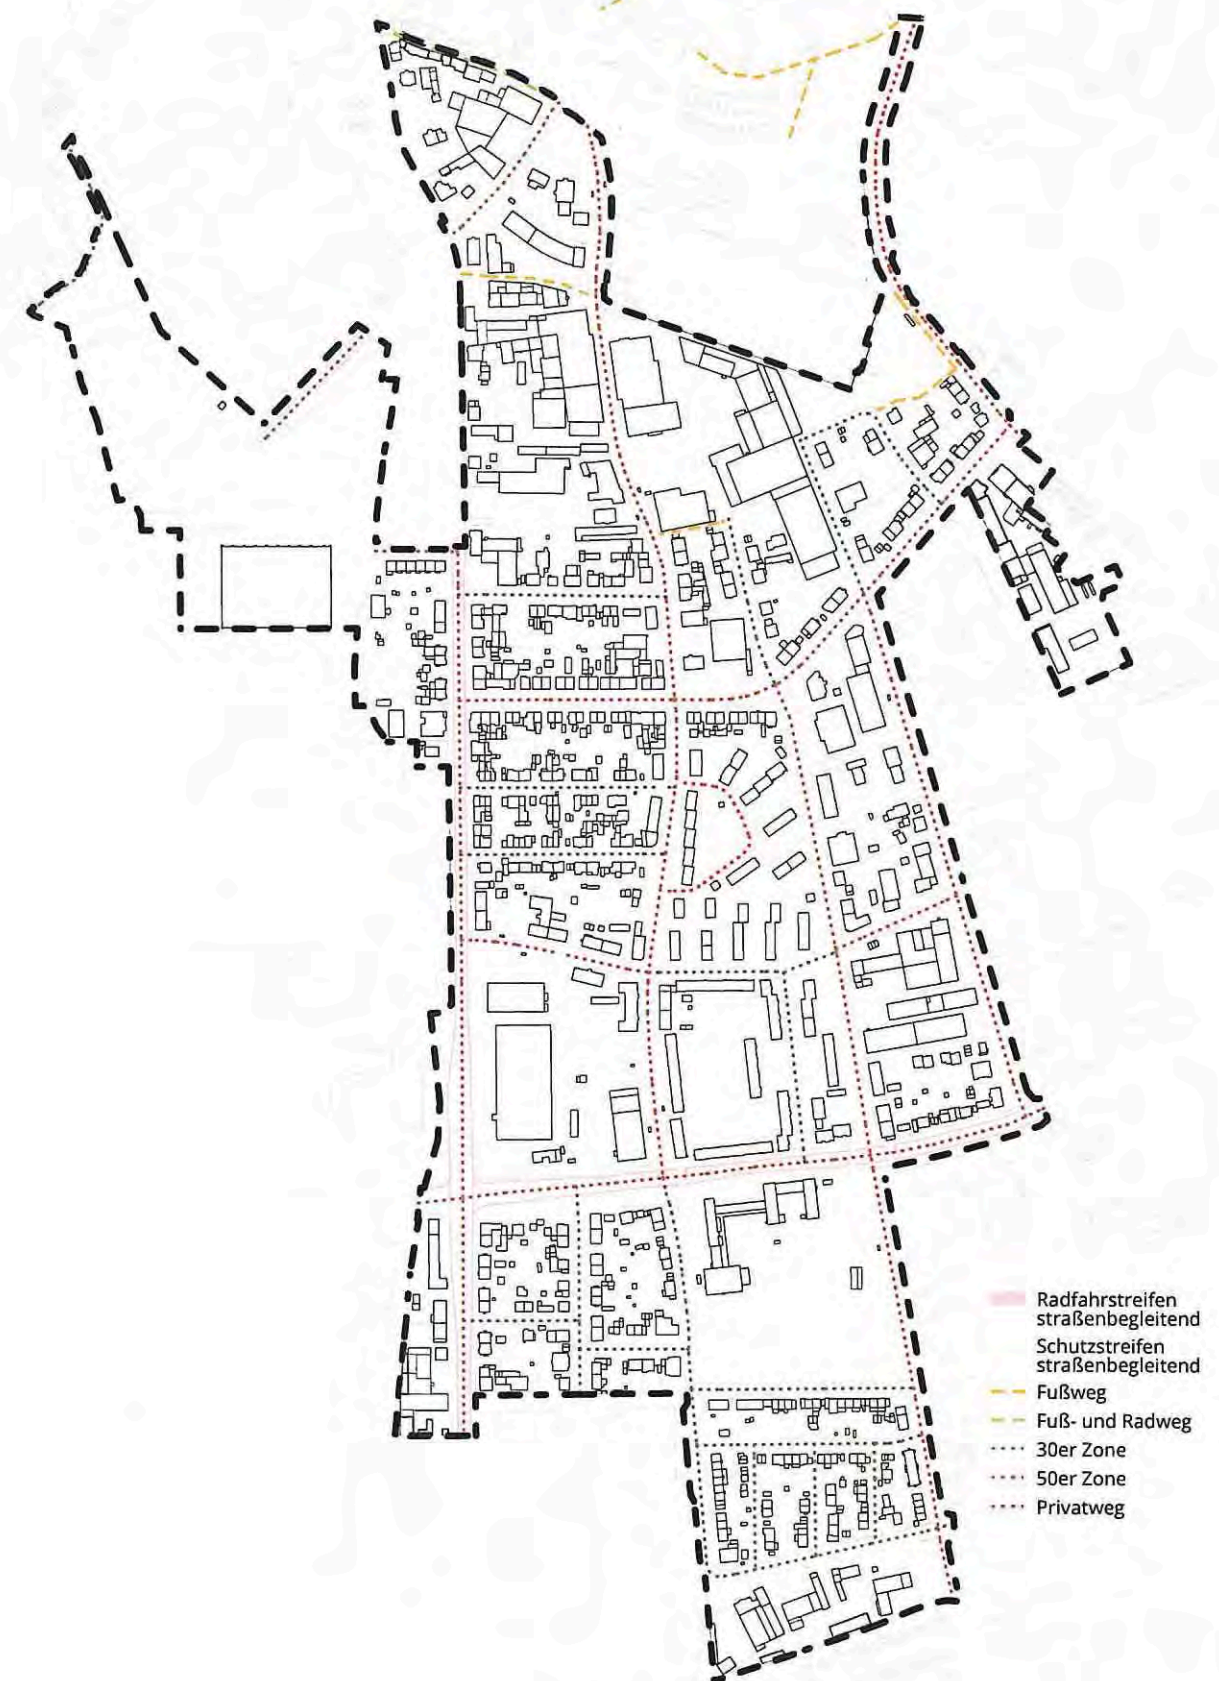 Radfahrstreifen
straßenbegleitend
Schutzstreifen
straßenbegleitend
Fußweg
Fuß- und Radweg
30er Zone
50er Zone
Privatweg